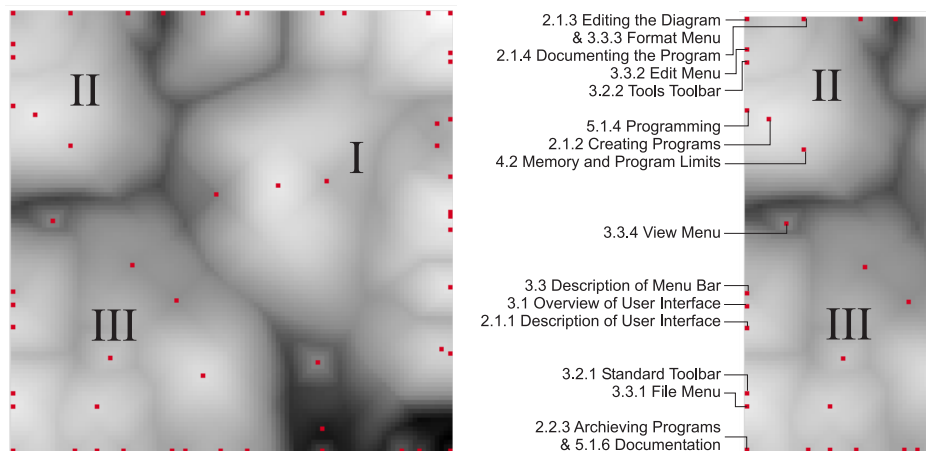 II
I
III
2.1.3 Editing the Diagram
& 3.3.3 Format Menu
2.1.4 Documenting the Program
3.3.2 Edit Menu
3.2.2 Tools Toolbar
5.1.4 Programming
2.1.2 Creating Programs
4.2 Memory and Program Limits
3.3.4 View Menu
3.3 Description of Menu Bar
3.1 Overview of User Interface
2.1.1 Description of User Interface
3.2.1 Standard Toolbar
3.3.1 File Menu
2.2.3 Archieving Programs
& 5.1.6 Documentation
II
III